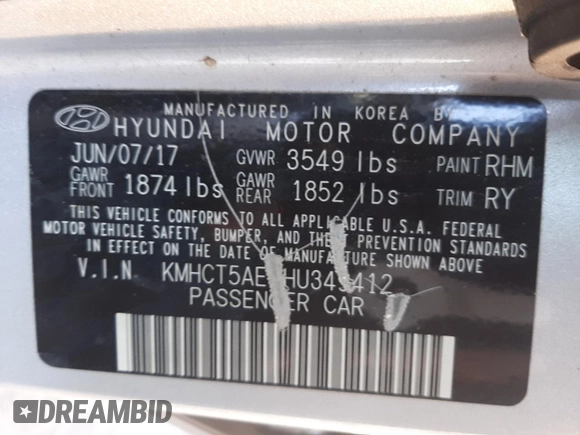 MANUFACTURED IN KOREA BY
HYUNDAI MOTOR COMPANY
JUN/07/17 GVWR 3549 lbs PAINT RHM
GAWR FRONT 1874 lbs GAWR REAR 1852 lbs TRIM RY
THIS VEHICLE CONFORMS TO ALL APPLICABLE U.S.A. FEDERAL
MOTOR VEHICLE SAFETY, BUMPER, AND THEFT PREVENTION STANDARDS
IN EFFECT ON THE DATE OF MANUFACTURE SHOWN ABOVE
V.I.N
PASSENGER CAR
DREAMBID